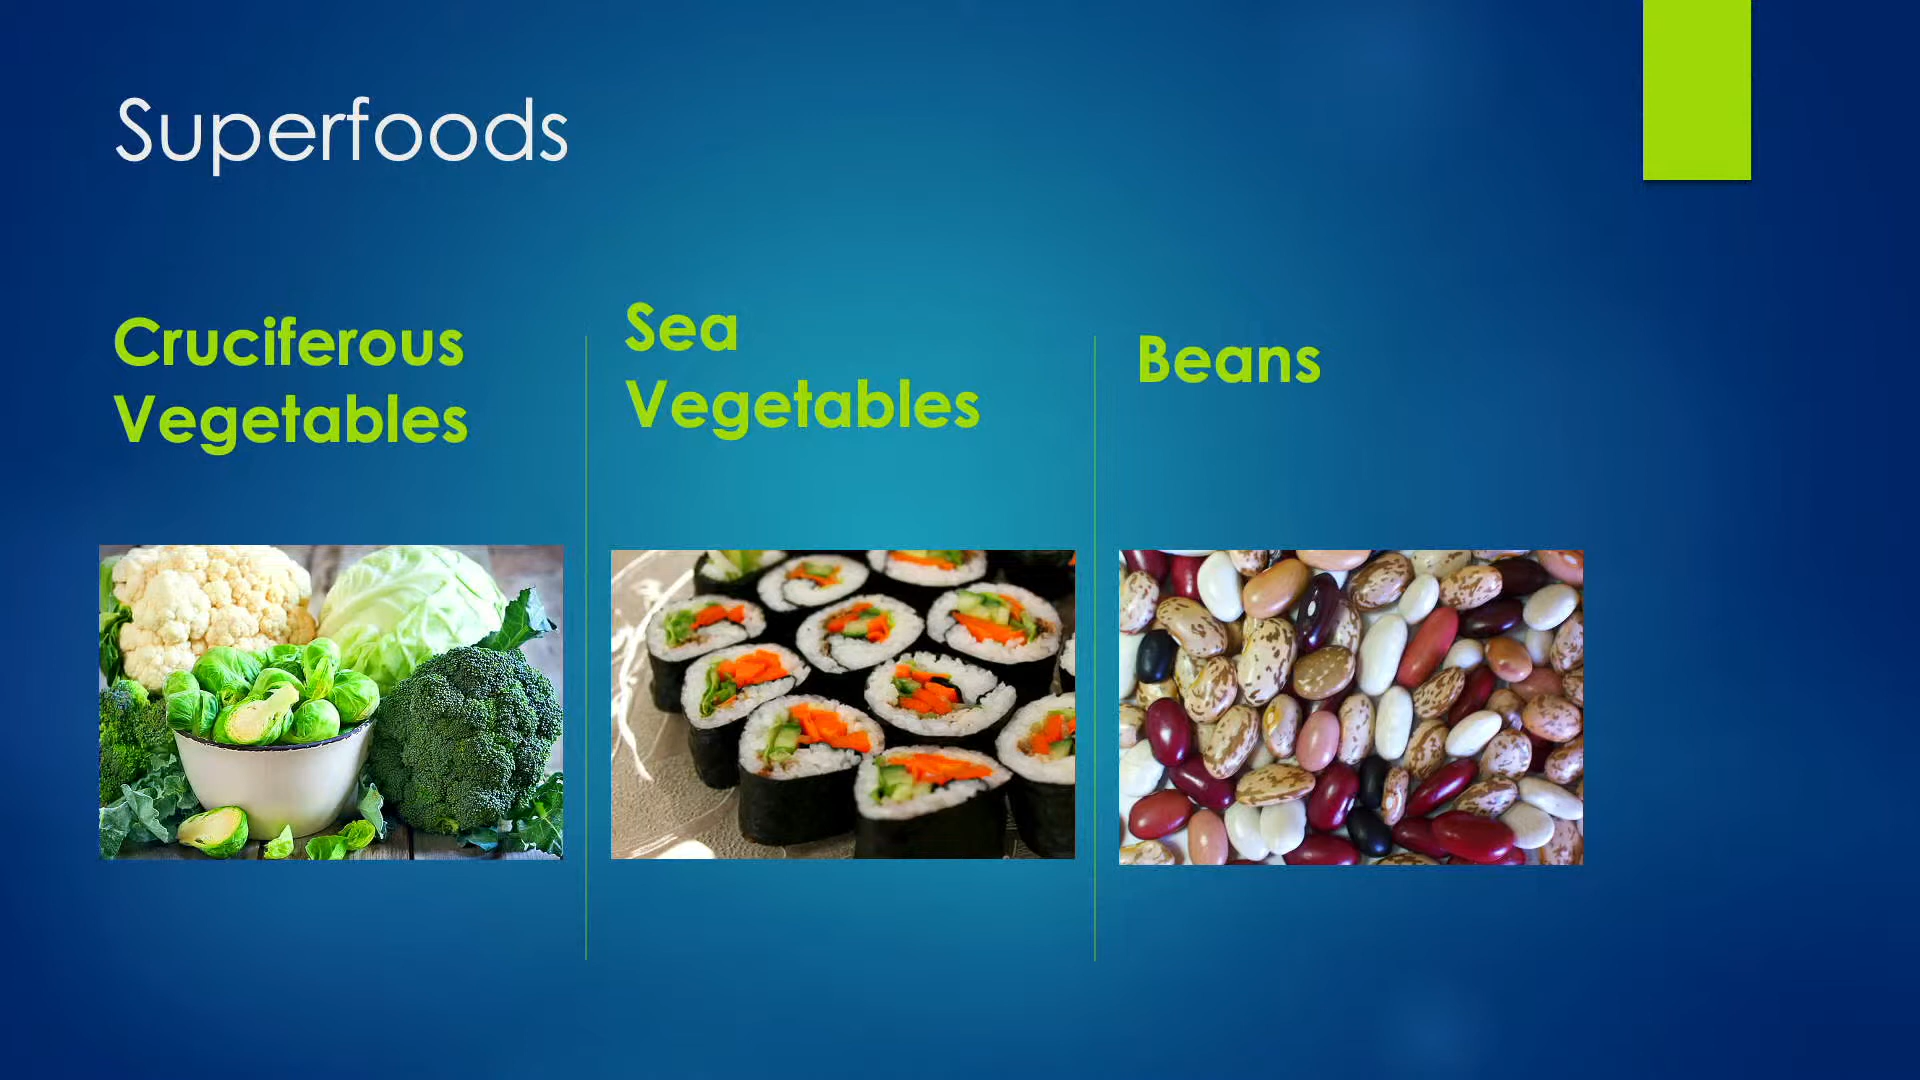 Superfoods
Cruciferous
Vegetables
Sea
Vegetables
Beans